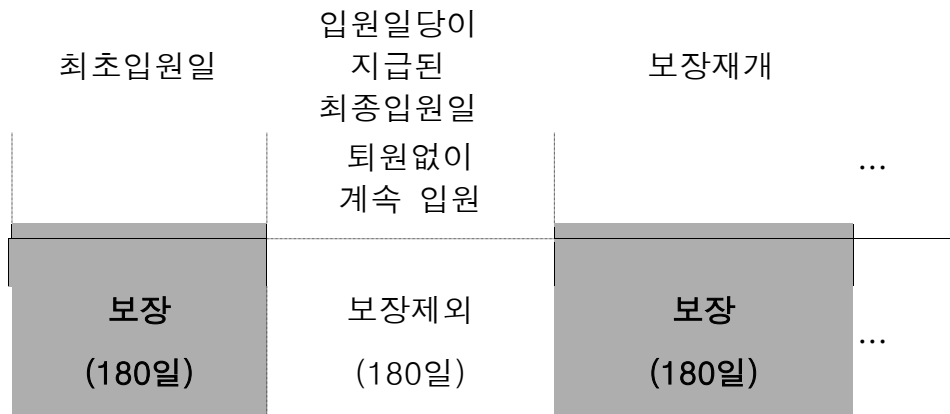 최초입원일
입원일당이
지급된
최종입원일
퇴원없이
계속 입원
보장재개
...
보장
(180일)
보장제외
(180일)
보장
(180일)
...